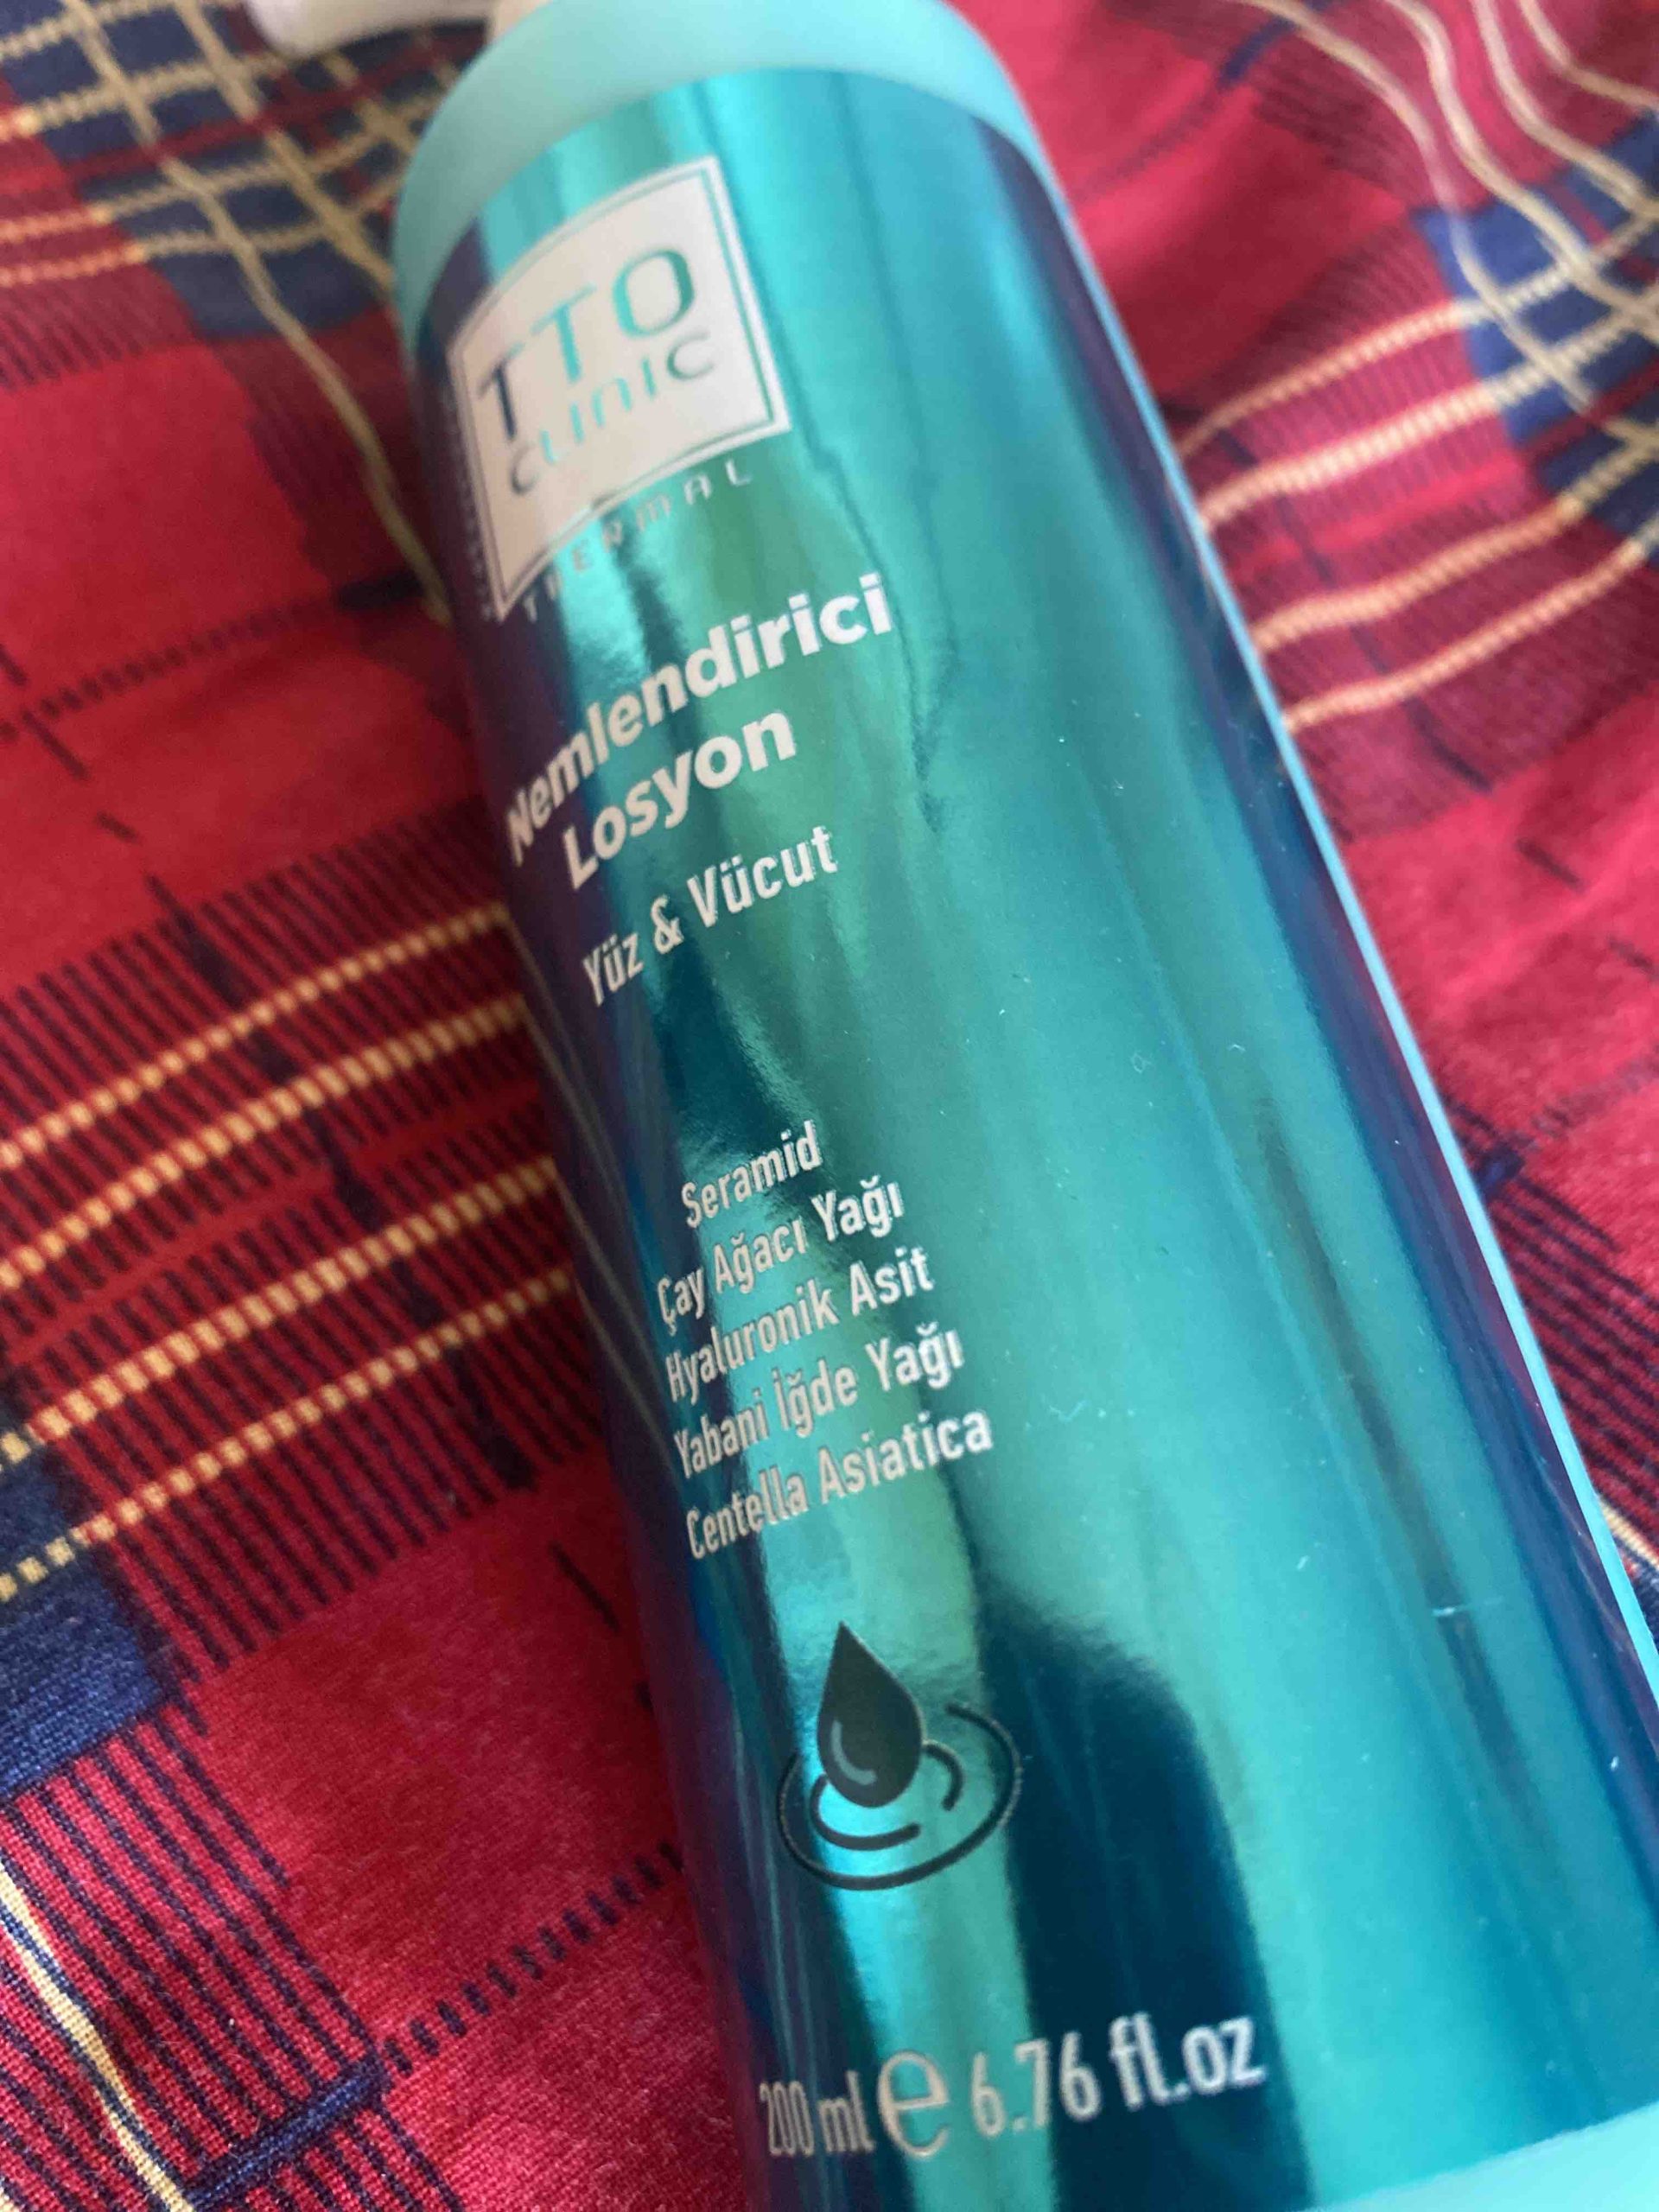 TTO
CLINIC
THERMAL
Nemlendirici
Losyon
Yüz & Vücut
Seramid
Çay Ağacı Yağı
Hyaluronik Asit
Yabani İğde Yağı
Centella Asiatica
200 ml e 6.76 fl.oz